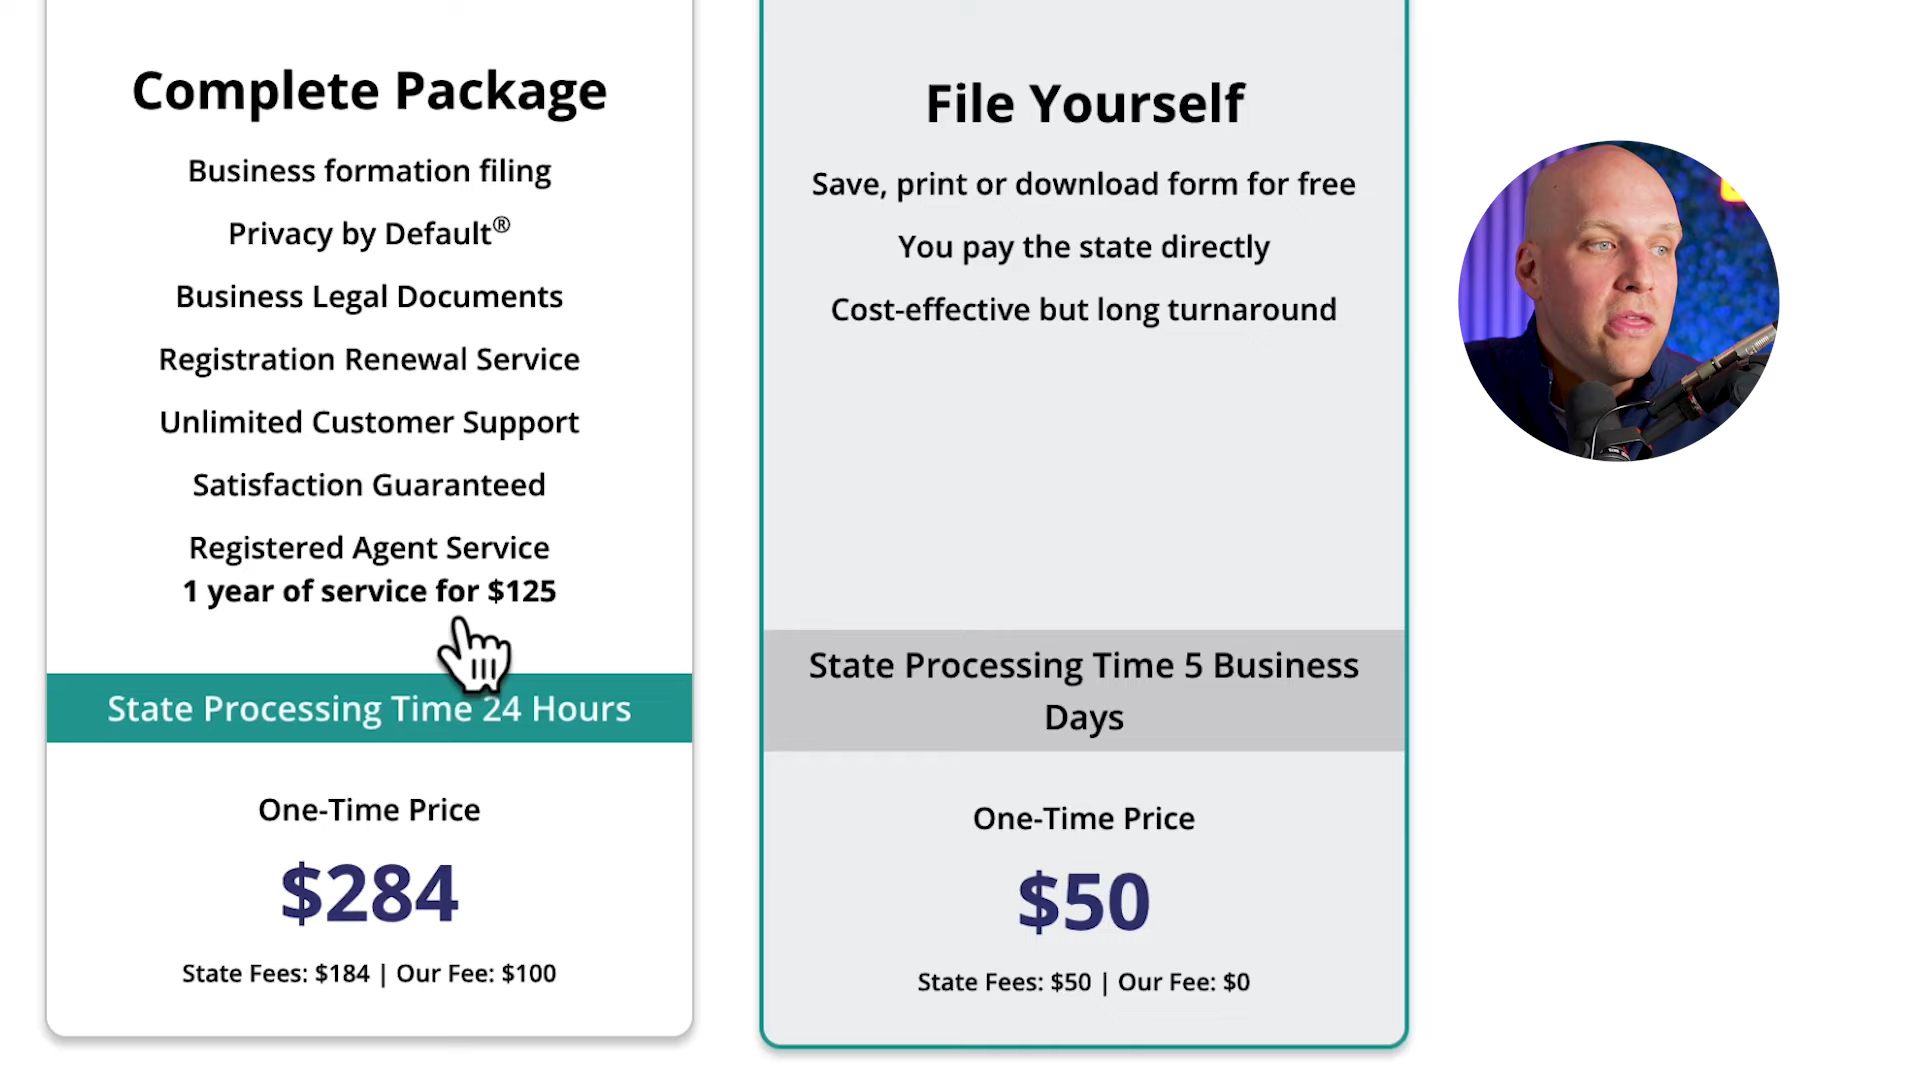 Complete Package
Business formation filing
Privacy by Default®
Business Legal Documents
Registration Renewal Service
Unlimited Customer Support
Satisfaction Guaranteed
Registered Agent Service
1 year of service for $125
State Processing Time 24 Hours
One-Time Price
$284
State Fees: $184 | Our Fee: $100
File Yourself
Save, print or download form for free
You pay the state directly
Cost-effective but long turnaround
State Processing Time 5 Business
Days
One-Time Price
$50
State Fees: $50 | Our Fee: $0